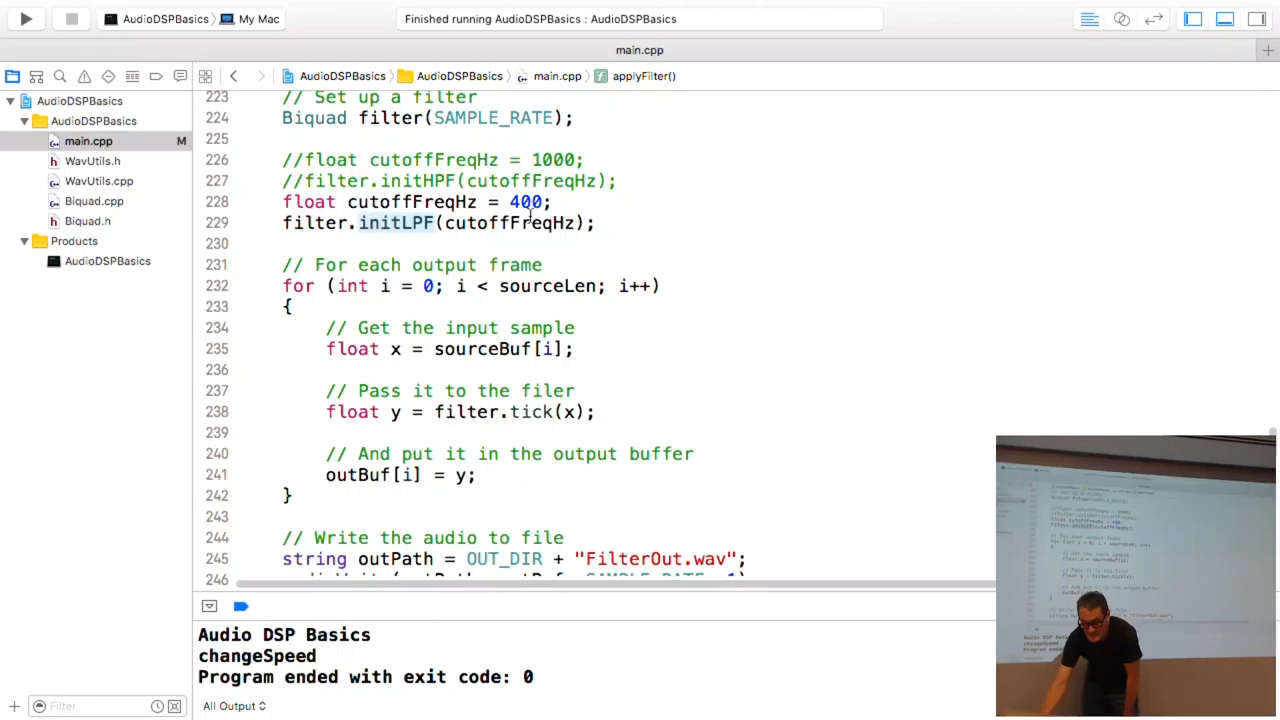 AudioDSPBasics
My Mac
Finished running AudioDSPBasics : AudioDSPBasics
main.cpp
AudioDSPBasics
AudioDSPBasics
main.cpp
applyFilter()
AudioDSPBasics
AudioDSPBasics
main.cpp M
WavUtils.h
WavUtils.cpp
Biquad.cpp
Biquad.h
Products
AudioDSPBasics
223 // Set up a filter
224 Biquad filter(SAMPLE_RATE);
225
226 //float cutoffFreqHz = 1000;
227 //filter.initHPF(cutoffFreqHz);
228 float cutoffFreqHz = 400;
229 filter.initLPF(cutoffFreqHz);
230
231 // For each output frame
232 for (int i = 0; i < sourceLen; i++)
233 {
234 // Get the input sample
235 float x = sourceBuf[i];
236
237 // Pass it to the filer
238 float y = filter.tick(x);
239
240 // And put it in the output buffer
241 outBuf[i] = y;
242 }
243
244 // Write the audio to file
245 string outPath = OUT_DIR + "FilterOut.wav";
246
Audio DSP Basics
changeSpeed
Program ended with exit code: 0
Filter
All Output